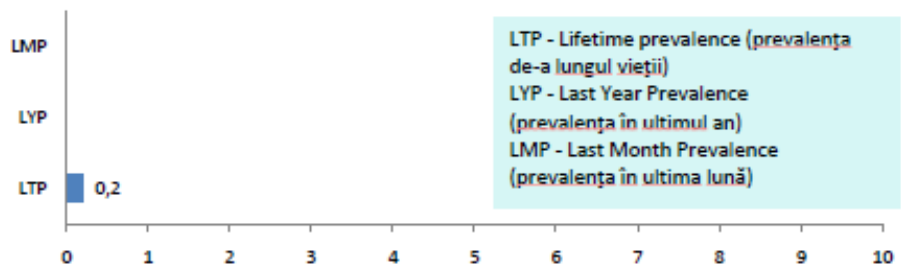 LMP
LYP
LTP
0,2
LTP - Lifetime prevalence (prevalența
de-a lungul vieții)
LYP - Last Year Prevalence
(prevalența în ultimul an)
LMP - Last Month Prevalence
(prevalența în ultima lună)
0 1 2 3 4 5 6 7 8 9 10